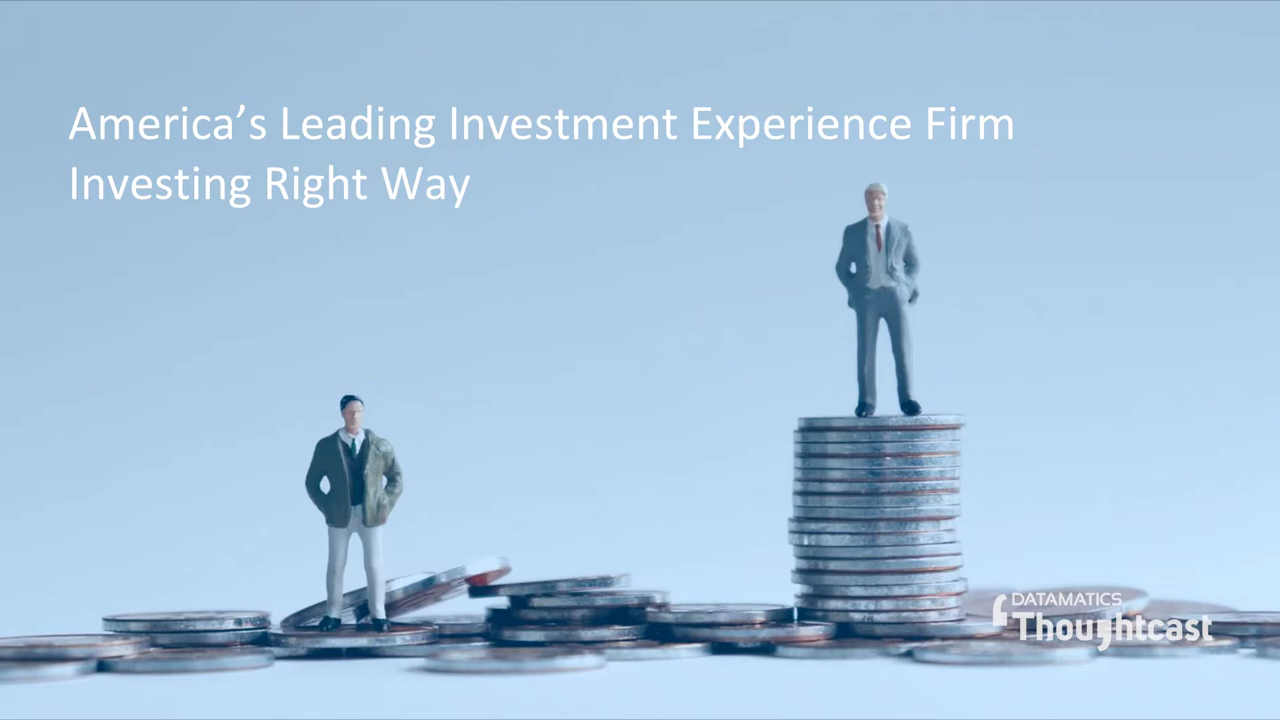 America’s Leading Investment Experience Firm
Investing Right Way
DATAMATICS
Thoughtcast